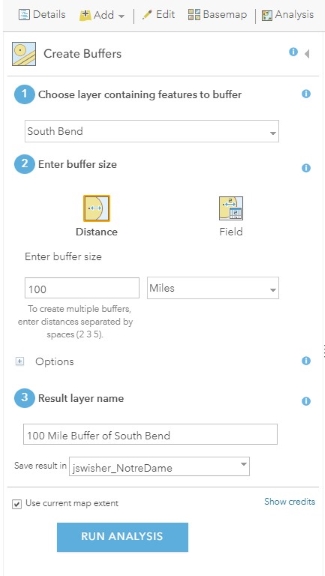 Details Add Edit Basemap Analysis
Create Buffers
1 Choose layer containing features to buffer
South Bend
2 Enter buffer size
Distance Field
Enter buffer size
100 Miles
To create multiple buffers,
enter distances separated by
spaces (2 3 5).
Options
3 Result layer name
100 Mile Buffer of South Bend
Save result in jswisher_NotreDame
Use current map extent Show credits
RUN ANALYSIS